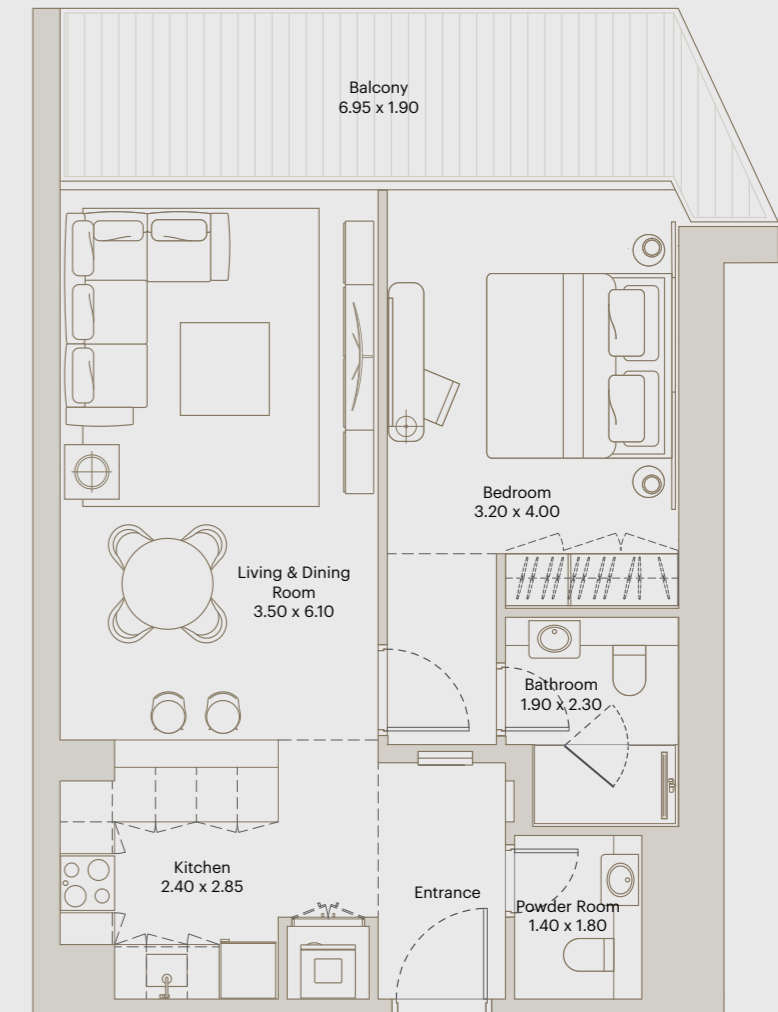 Balcony
6.95 x 1.90
Bedroom
3.20 x 4.00
Living & Dining
Room
3.50 x 6.10
Bathroom
1.90 x 2.30
Kitchen
2.40 x 2.85
Entrance
Powder Room
1.40 x 1.80